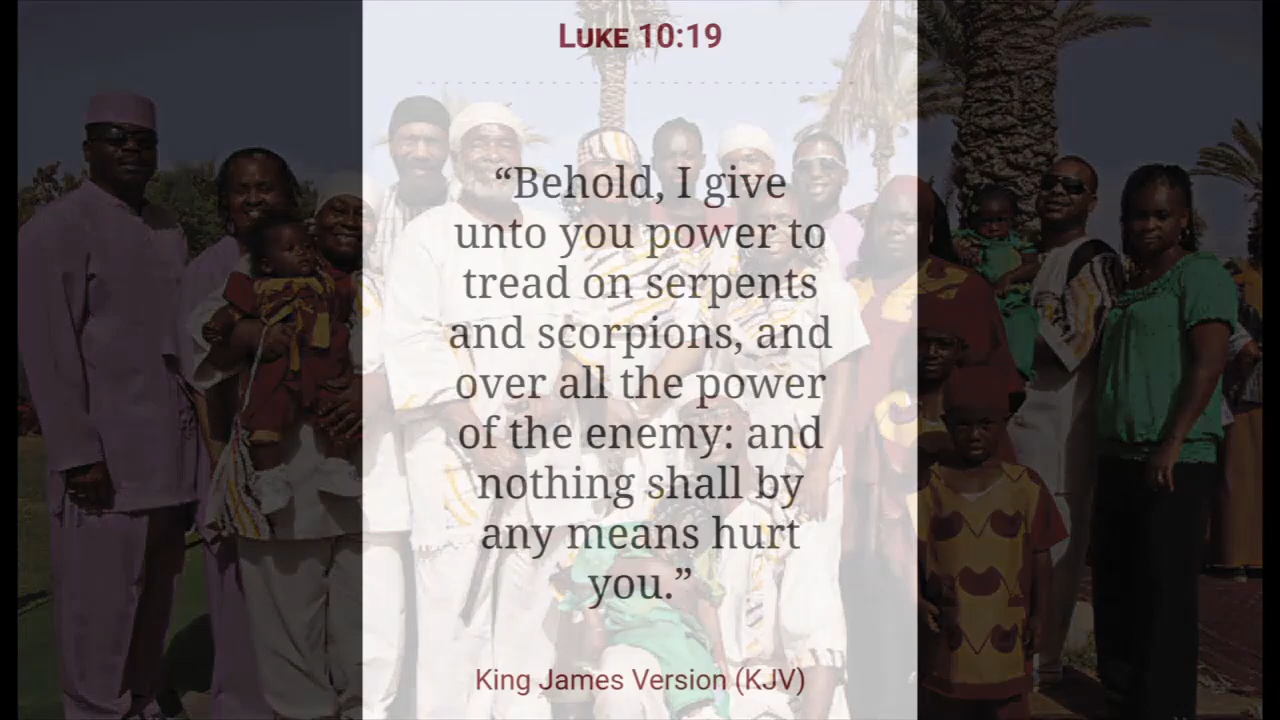 Luke 10:19
“Behold, I give
unto you power to
tread on serpents
and scorpions, and
over all the power
of the enemy: and
nothing shall by
any means hurt
you.”
King James Version (KJV)